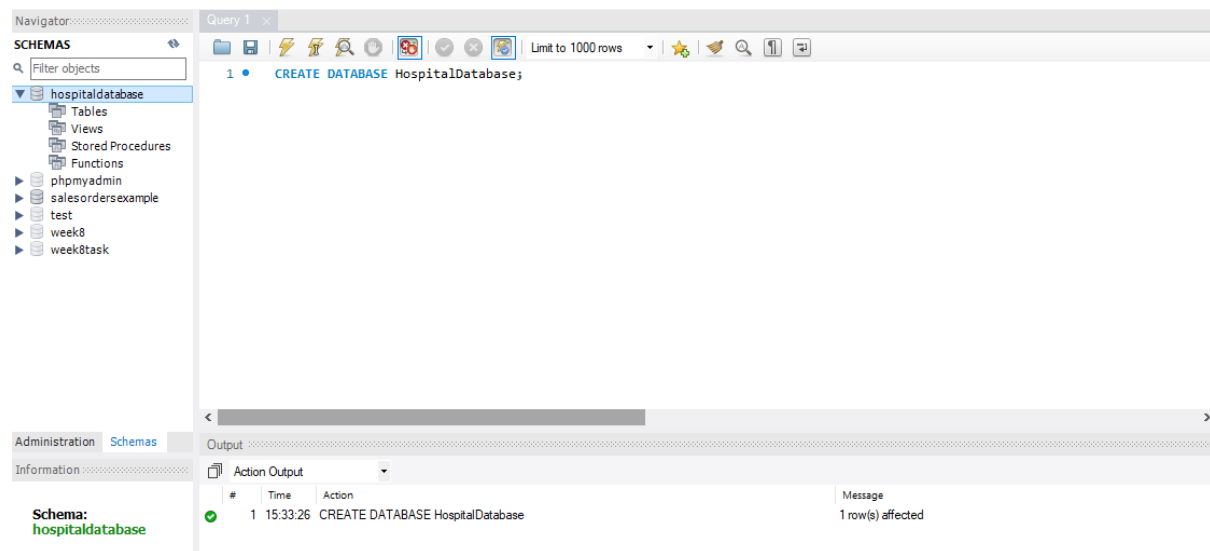 Navigator
SCHEMAS
Filter objects
hospitaldatabase
Tables
Views
Stored Procedures
Functions
phpmyadmin
salesordersexample
test
week8
week8task
Administration Schemas
Information
Schema:
hospitaldatabase
Query 1
Limit to 1000 rows
1 CREATE DATABASE HospitalDatabase;
Output
Action Output
# Time Action Message
1 15:33:26 CREATE DATABASE HospitalDatabase 1 row(s) affected